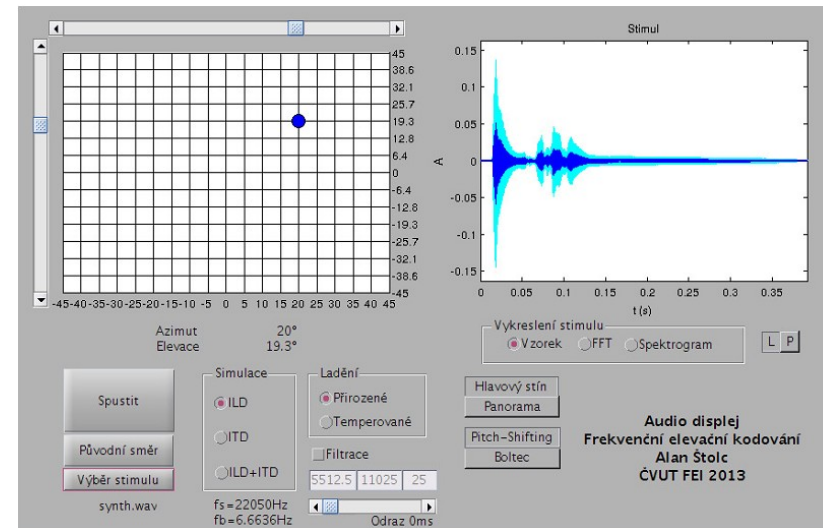 45
38.6
32.1
25.7
19.3
12.8
6.4
0
-6.4
-12.8
-19.3
-25.7
-32.1
-38.6
-45
-45-40-35-30-25-20-15-10 -5 0 5 10 15 20 25 30 35 40 45
Azimut 20°
Elevace 19.3°
Stimul
0.15
0.1
0.05
0
-0.05
-0.1
-0.15
A
0 0.05 0.1 0.15 0.2 0.25 0.3 0.35
t (s)
Vykreslení stimulu
Vzorek FFT Spektrogram
L P
Spustit
Původní směr
Výběr stimulu
synth.wav
Simulace
ILD
ITD
ILD+ITD
fs=22050Hz
fb=6.6636Hz
Ladění
Přirozené
Temperované
Filtrace
5512.5 11025 25
Odraz 0ms
Hlavový stín
Panorama
Pitch-Shifting
Boltec
Audio displej
Frekvenční elevační kodování
Alan Štolc
ČVUT FEI 2013